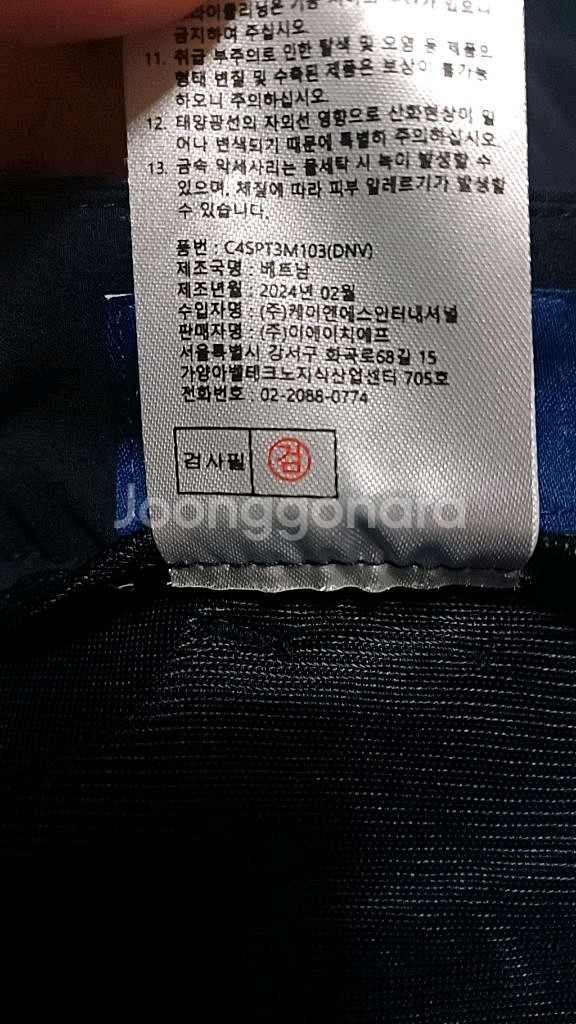 금지하여 주십시오
11. 취급 부주의로 인한 탈색 및 오염 등 제품의
형태 변질 및 수축된 제품은 보상이 불가능
하오니 주의하십시오
12. 태양광선의 자외선 영향으로 산화현상이 일
어나 변색되기 때문에 특별히 주의하십시오
13. 금속 악세사리는 물세탁 시 녹이 발생할 수
있으며, 체질에 따라 피부 알레르기가 발생할
수 있습니다.
품번 : C4SPT3M103(DNV)
제조국명 : 베트남
제조년월 : 2024년 02월
수입자명 : (주)케이엔에스인터내셔널
판매자명 : (주)이에이치에프
서울특별시 강서구 화곡로68길 15
가양아벨테크노지식산업센터 705호
전화번호 : 02-2088-0774
검사필 검
Joonggonara